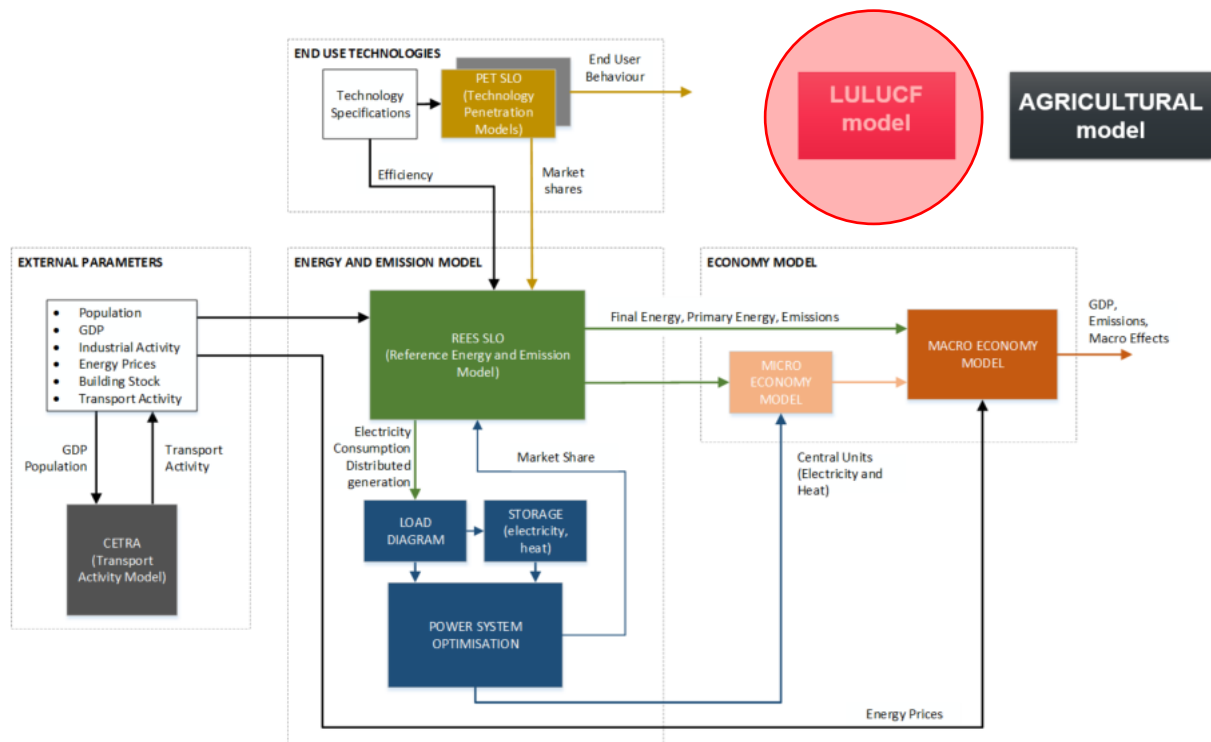 END USE TECHNOLOGIES
Technology
Specifications
PET SLO
(Technology
Penetration
Models)
End User
Behaviour
Efficiency
Market
shares
LULUCF
model
AGRICULTURAL
model
EXTERNAL PARAMETERS
• Population
• GDP
• Industrial Activity
• Energy Prices
• Building Stock
• Transport Activity
GDP
Population
Transport
Activity
CETRA
(Transport
Activity Model)
ENERGY AND EMISSION MODEL
REES SLO
(Reference Energy and Emission
Model)
Electricity
Consumption
Distributed
generation
Market Share
LOAD
DIAGRAM
STORAGE
(electricity,
heat)
POWER SYSTEM
OPTIMISATION
ECONOMY MODEL
Final Energy, Primary Energy, Emissions
MICRO
ECONOMY
MODEL
MACRO ECONOMY
MODEL
GDP,
Emissions,
Macro Effects
Central Units
(Electricity and
Heat)
Energy Prices